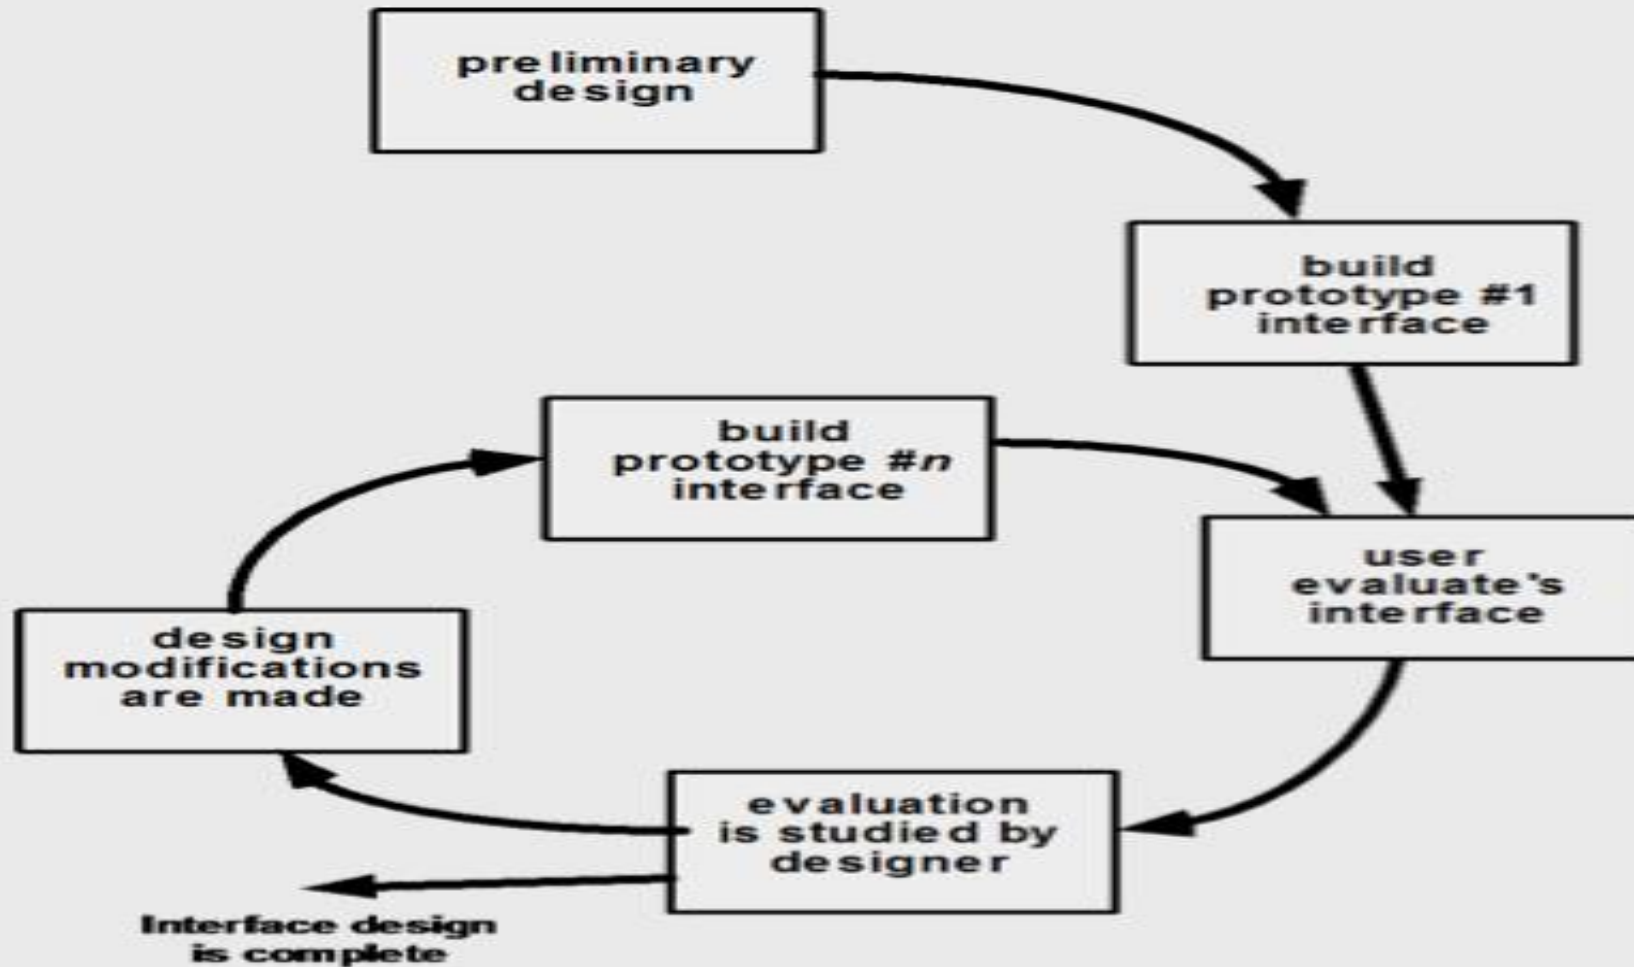 preliminary
design
build
prototype #1
interface
build
prototype #n
interface
user
evaluate's
interface
design
modifications
are made
evaluation
is studied by
designer
Interface design
is complete